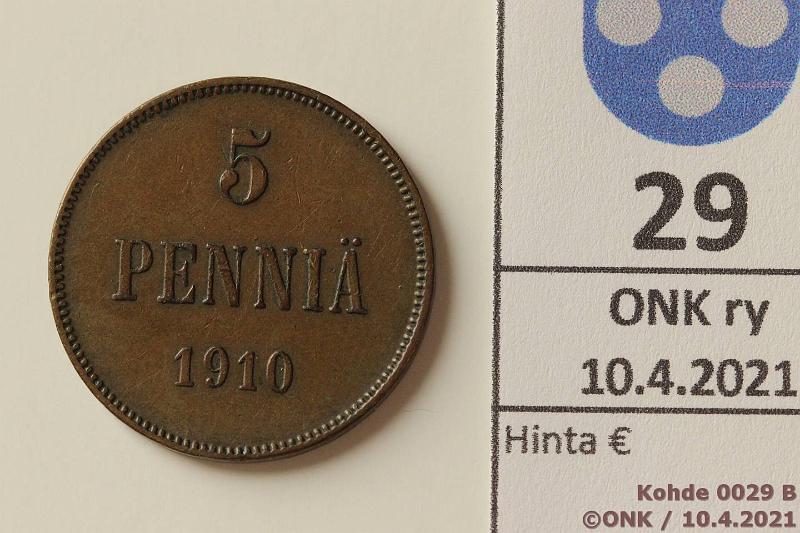 5
PENNIÄ
1910
29
ONK ry
10.4.2021
Hinta €
Kohde 0029 B
©ONK / 10.4.2021